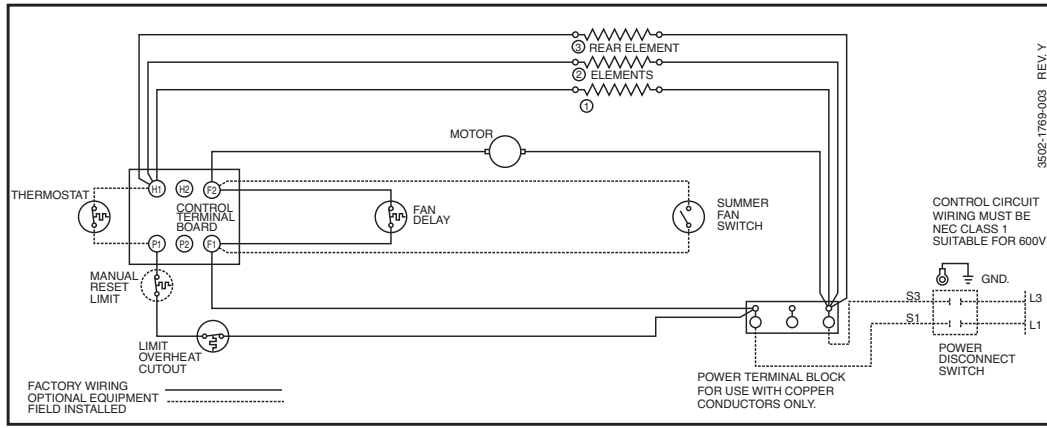 ③ REAR ELEMENT
② ELEMENTS
①
3502-1769-003 REV. Y
MOTOR
THERMOSTAT
H1 H2 F2
CONTROL
TERMINAL
BOARD
P1 P2 F1
FAN
DELAY
SUMMER
FAN
SWITCH
CONTROL CIRCUIT
WIRING MUST BE
NEC CLASS 1
SUITABLE FOR 600V
MANUAL
RESET
LIMIT
GND.
S3
L3
S1
L1
LIMIT
OVERHEAT
CUTOUT
POWER
DISCONNECT
SWITCH
POWER TERMINAL BLOCK
FOR USE WITH COPPER
CONDUCTORS ONLY.
FACTORY WIRING
OPTIONAL EQUIPMENT
FIELD INSTALLED